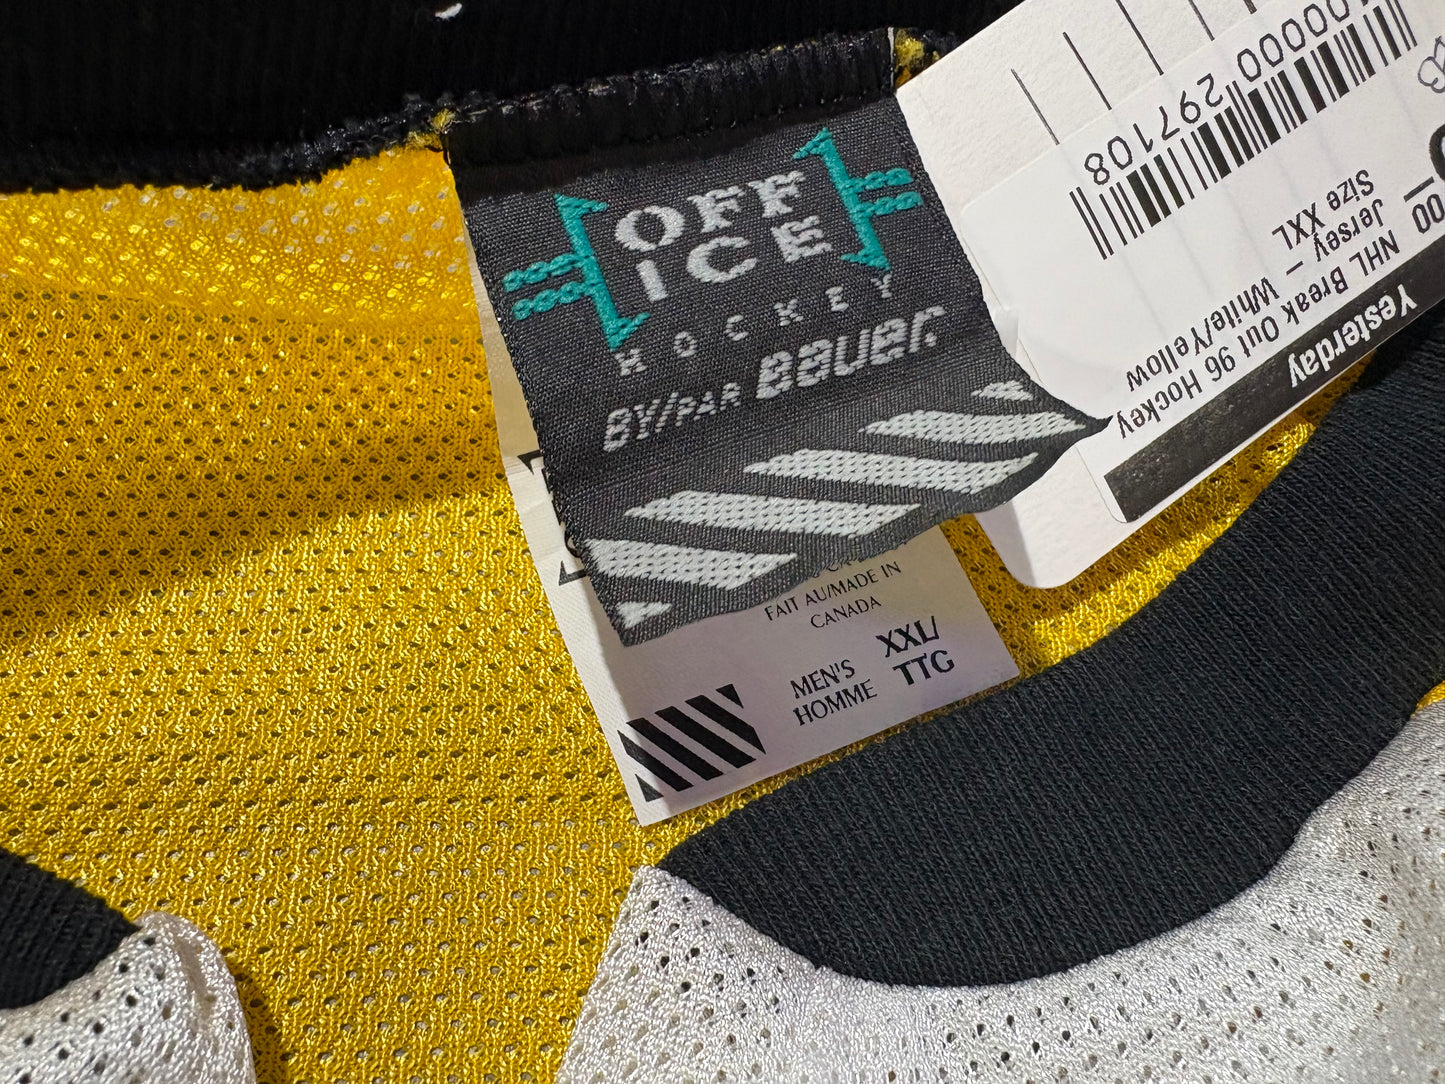 OFF
ICE
HOCKEY
BY/PAR BAUER.
FAIT AU/MADE IN
CANADA
MEN'S
HOMME
XXL/
TTG
Yesterday
NHL Break Out 96 Hockey
Jersey - White/Yellow
Size XXL
297108